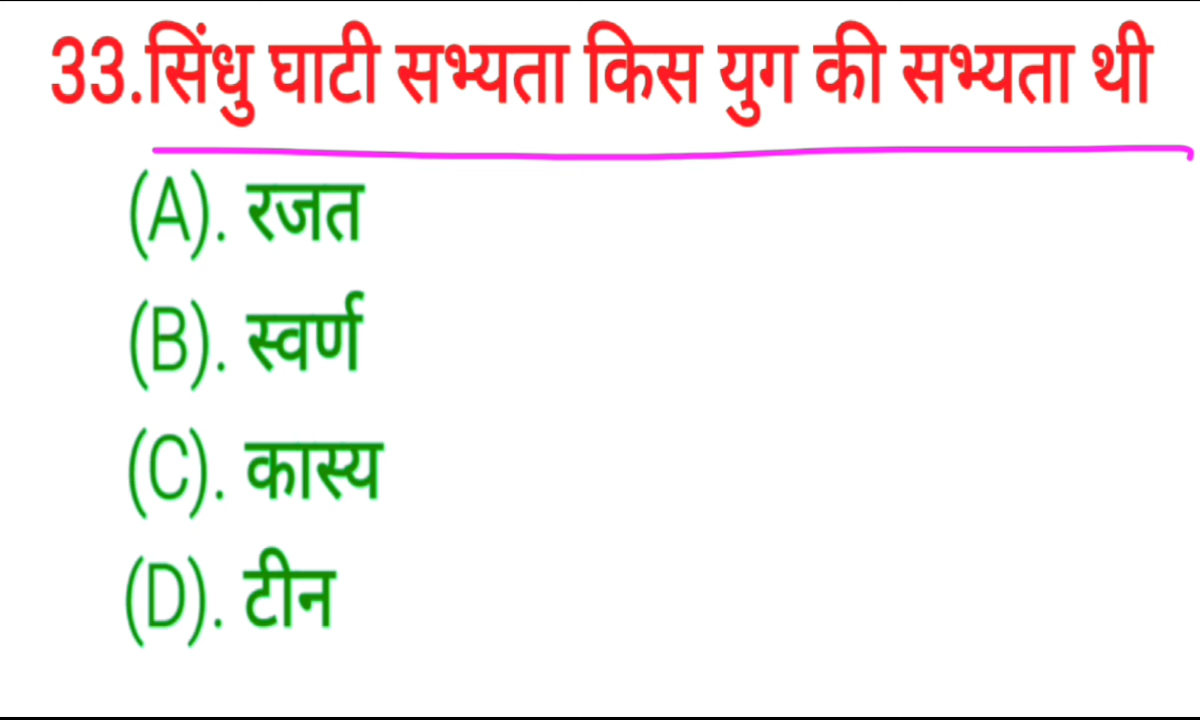 33.सिंधु घाटी सभ्यता किस युग की सभ्यता थी
(A). रजत
(B). स्वर्ण
(C). कास्य
(D). टीन